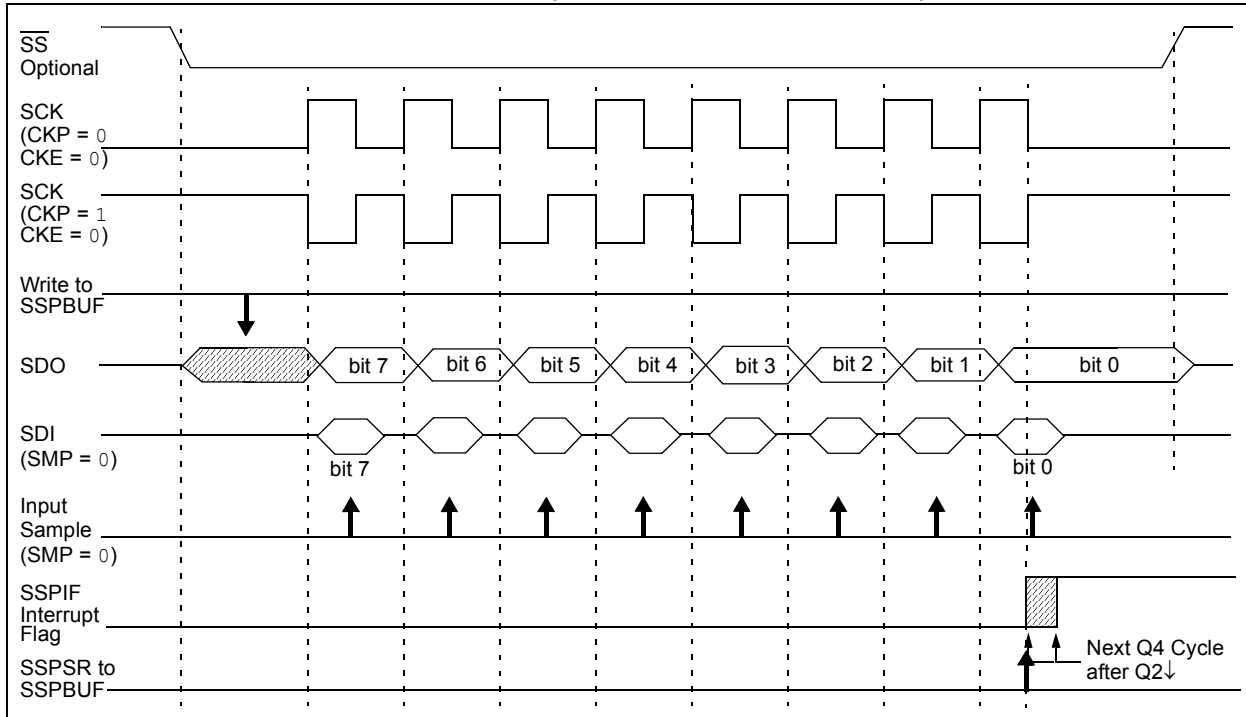 SS
Optional
SCK
(CKP = 0
CKE = 0)
SCK
(CKP = 1
CKE = 0)
Write to
SSPBUF
SDO
bit 7 bit 6 bit 5 bit 4 bit 3 bit 2 bit 1 bit 0
SDI
(SMP = 0)
bit 7
bit 0
Input
Sample
(SMP = 0)
SSPIF
Interrupt
Flag
Next Q4 Cycle
after Q2↓
SSPSR to
SSPBUF